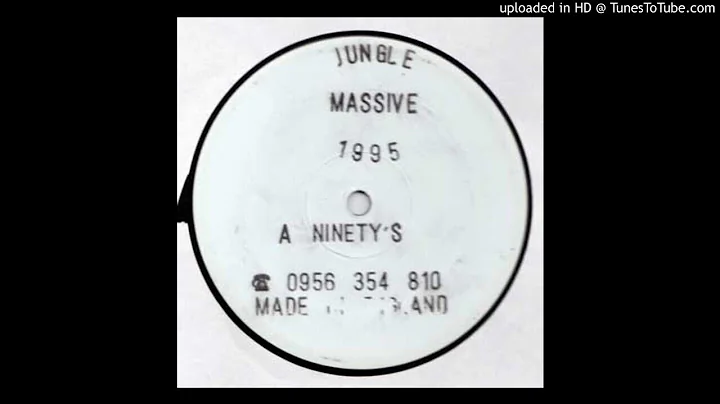 uploaded in HD @ TunesToTube.com
JUNGLE
MASSIVE
1995
A NINETY'S
☎ 0956 354 810
MADE